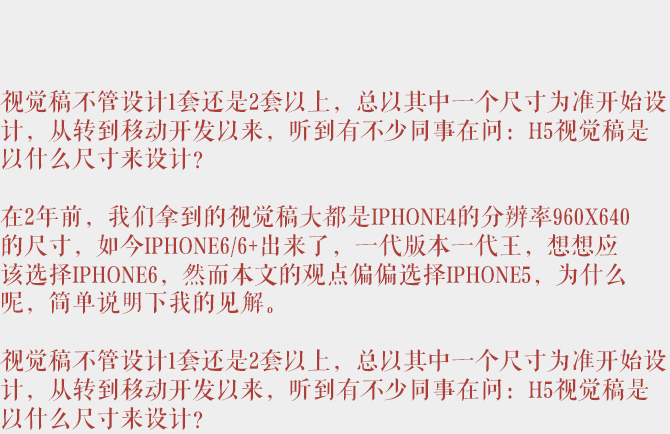 视觉稿不管设计1套还是2套以上，总以其中一个尺寸为准开始设
计，从转到移动开发以来，听到有不少同事在问：H5视觉稿是
以什么尺寸来设计？
在2年前，我们拿到的视觉稿大都是IPHONE4的分辨率960X640
的尺寸，如今IPHONE6/6+出来了，一代版本一代王，想想应
该选择IPHONE6，然而本文的观点偏偏选择IPHONE5，为什么
呢，简单说明下我的见解。
视觉稿不管设计1套还是2套以上，总以其中一个尺寸为准开始设
计，从转到移动开发以来，听到有不少同事在问：H5视觉稿是
以什么尺寸来设计？